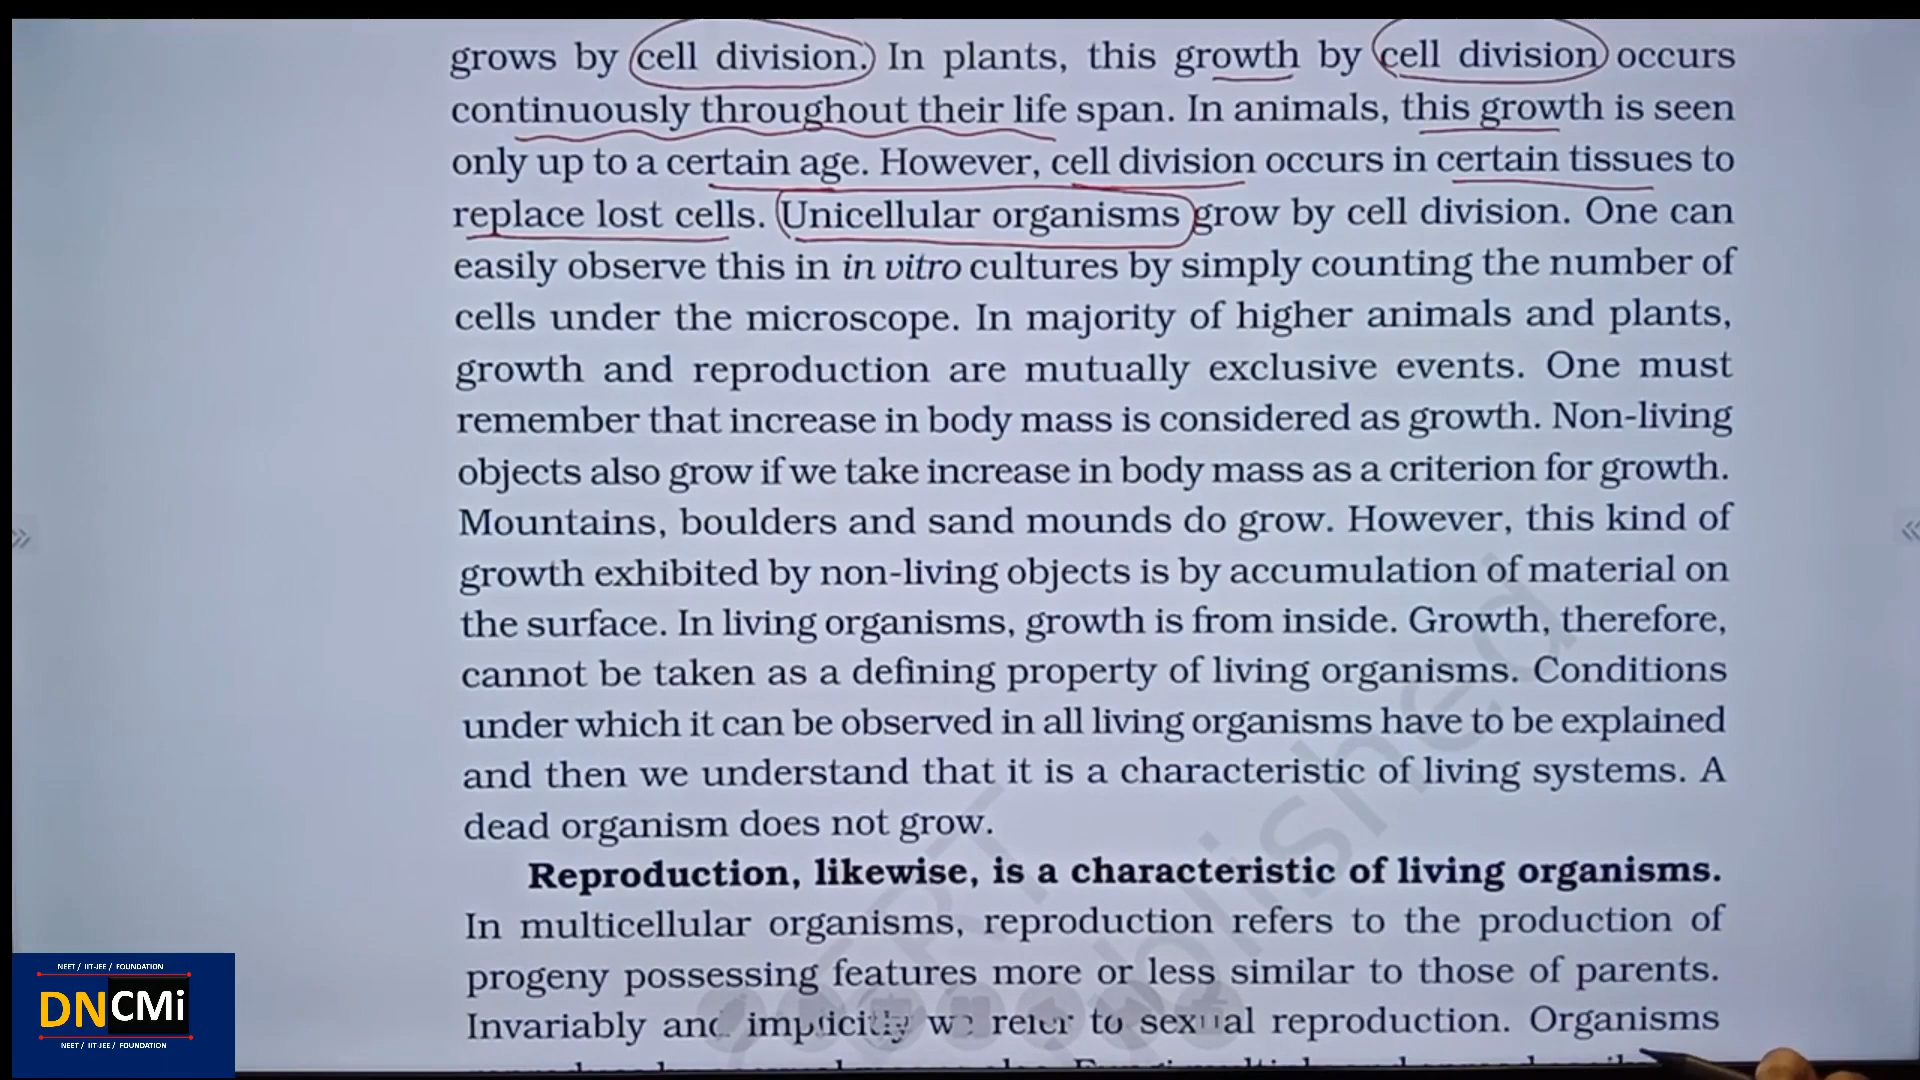 grows by cell division. In plants, this growth by cell division occurs
continuously throughout their life span. In animals, this growth is seen
only up to a certain age. However, cell division occurs in certain tissues to
replace lost cells. Unicellular organisms grow by cell division. One can
easily observe this in in vitro cultures by simply counting the number of
cells under the microscope. In majority of higher animals and plants,
growth and reproduction are mutually exclusive events. One must
remember that increase in body mass is considered as growth. Non-living
objects also grow if we take increase in body mass as a criterion for growth.
Mountains, boulders and sand mounds do grow. However, this kind of
growth exhibited by non-living objects is by accumulation of material on
the surface. In living organisms, growth is from inside. Growth, therefore,
cannot be taken as a defining property of living organisms. Conditions
under which it can be observed in all living organisms have to be explained
and then we understand that it is a characteristic of living systems. A
dead organism does not grow.
Reproduction, likewise, is a characteristic of living organisms.
In multicellular organisms, reproduction refers to the production of
progeny possessing features more or less similar to those of parents.
Invariably and implicitly we refer to sexual reproduction. Organisms
NEET / IIT-JEE / FOUNDATION
DNCMi
NEET / IIT JEE / FOUNDATION